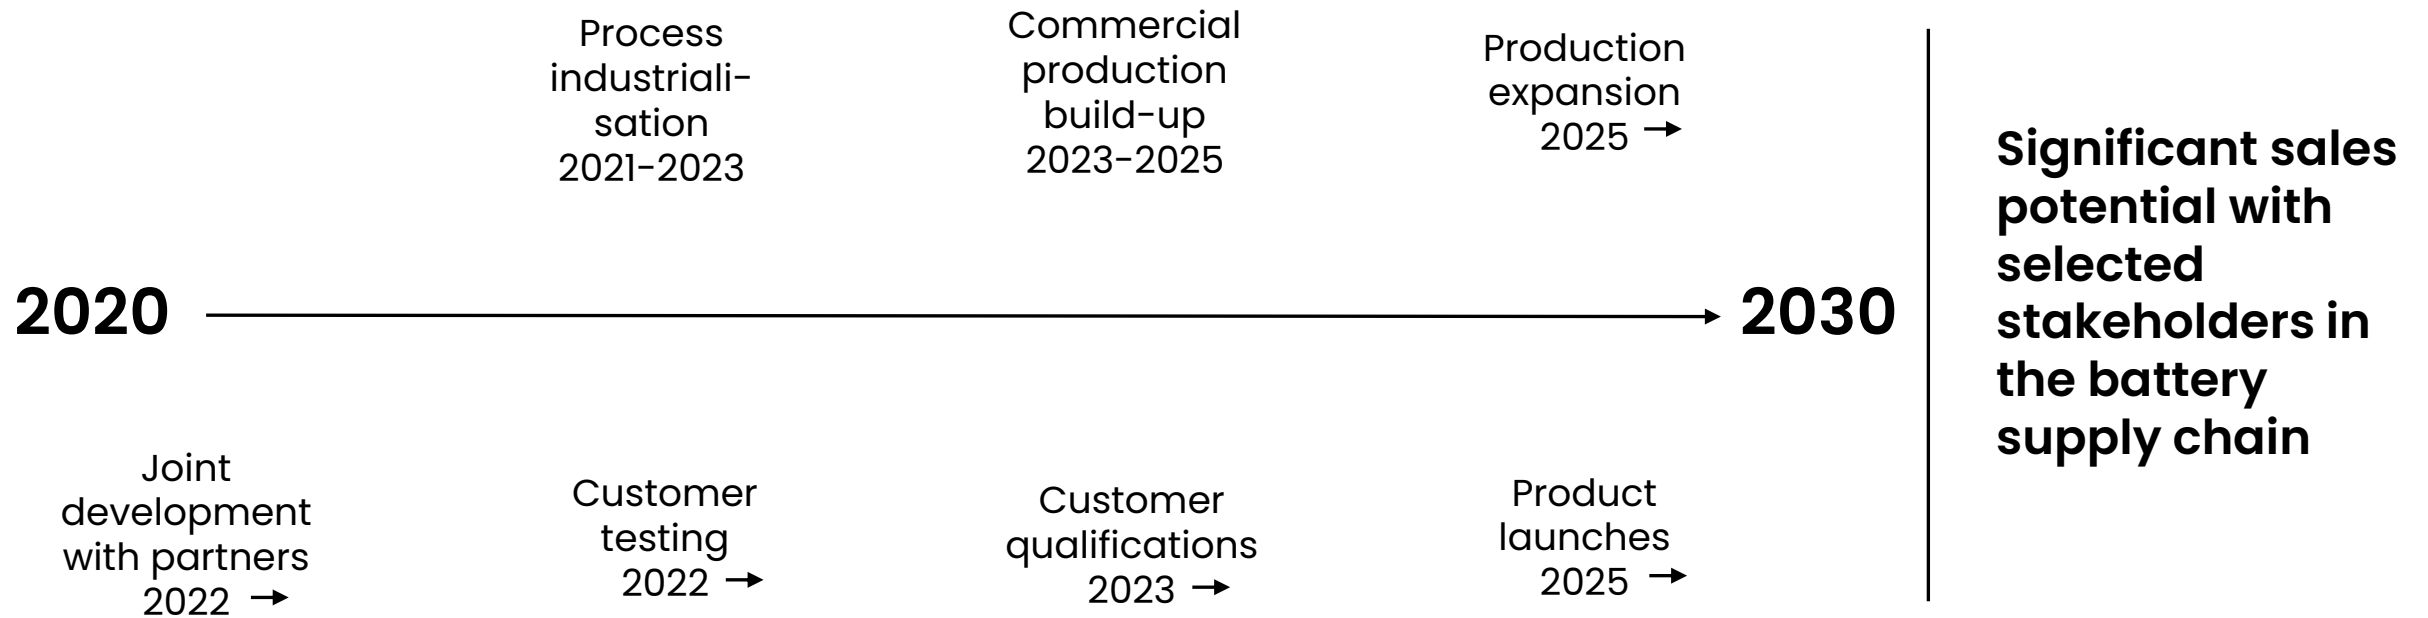 Process
industriali-
sation
2021-2023
Commercial
production
build-up
2023-2025
Production
expansion
2025 →
2020
2030
Joint
development
with partners
2022 →
Customer
testing
2022 →
Customer
qualifications
2023 →
Product
launches
2025 →
Significant sales
potential with
selected
stakeholders in
the battery
supply chain